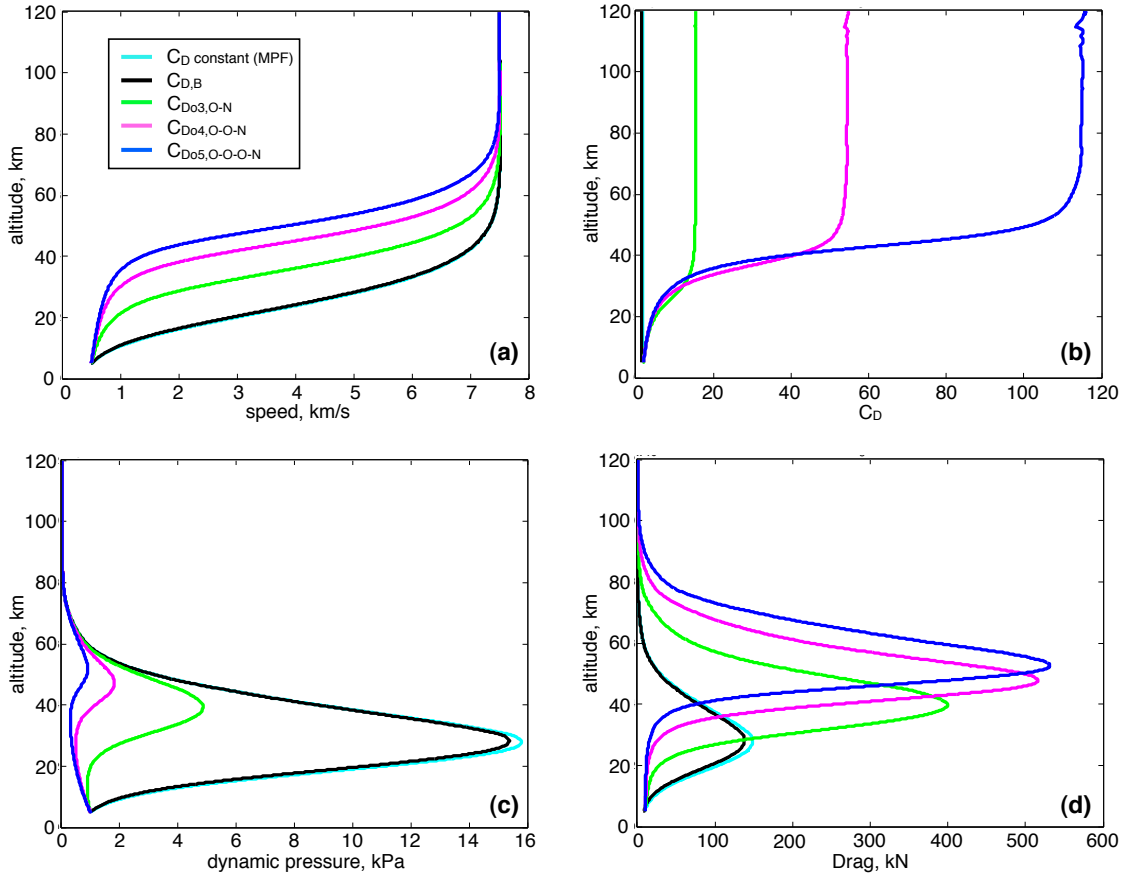 120
100
80
60
40
20
0
altitude, km
C_D constant (MPF)
C_D,B
C_Do3,O-N
C_Do4,O-O-N
C_Do5,O-O-O-N
(a)
0 1 2 3 4 5 6 7 8
speed, km/s
120
100
80
60
40
20
0
altitude, km
(b)
20 40 60 80 100 120
C_D
120
100
80
60
40
20
0
altitude, km
(c)
0 2 4 6 8 10 12 14 16
dynamic pressure, kPa
120
100
80
60
40
20
0
altitude, km
(d)
0 100 200 300 400 500 600
Drag, kN